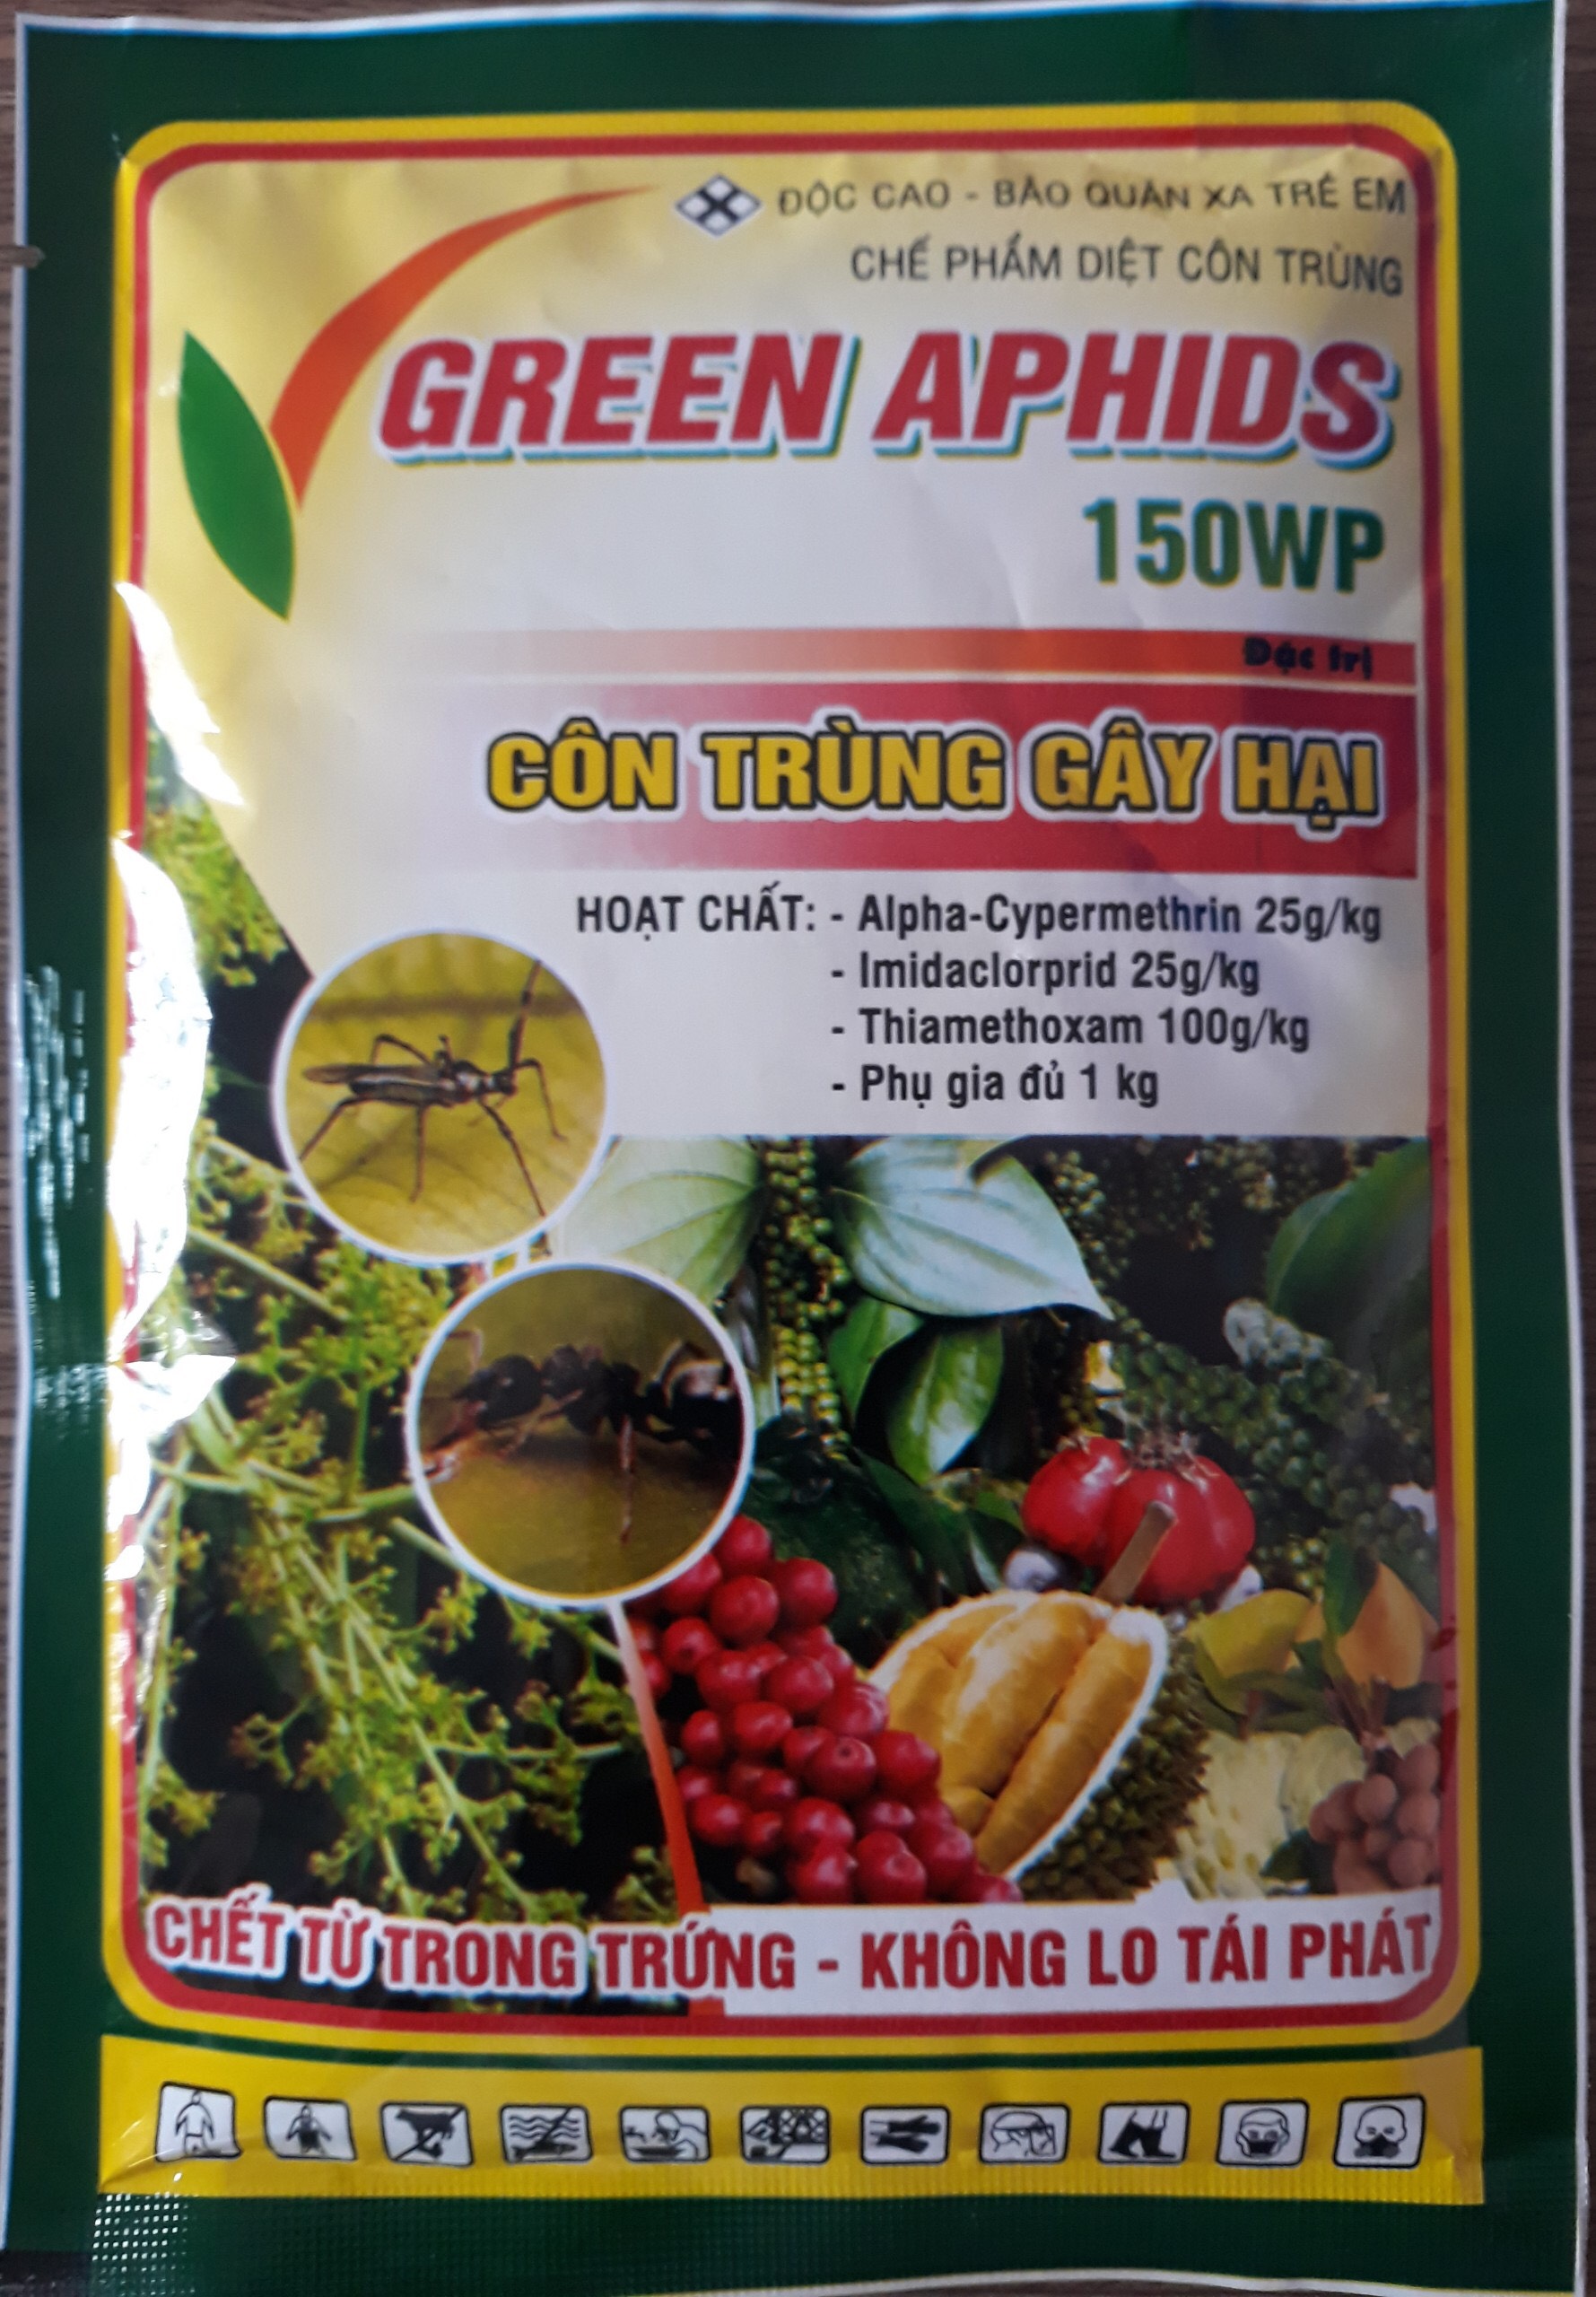 ĐỘC CAO - BẢO QUẢN XA TRẺ EM
CHẾ PHẨM DIỆT CÔN TRÙNG
GREEN APHIDS
150WP
Đặc trị
CÔN TRÙNG GÂY HẠI
HOẠT CHẤT: - Alpha-Cypermethrin 25g/kg
- Imidaclorprid 25g/kg
- Thiamethoxam 100g/kg
- Phụ gia đủ 1 kg
CHẾT TỪ TRONG TRỨNG - KHÔNG LO TÁI PHÁT